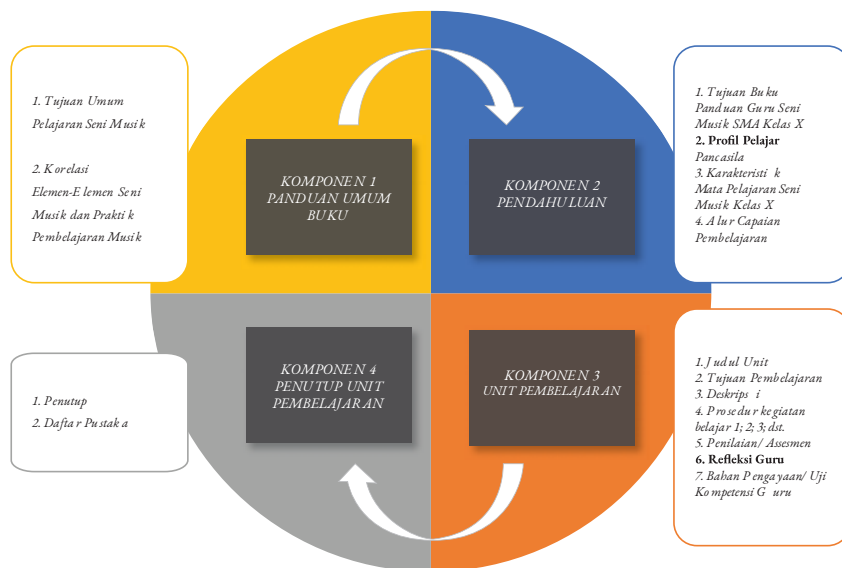 1. Tujuan Umum
Pelajaran Seni Musik
2. Korelasi
Elemen-Elemen Seni
Musik dan Praktik
Pembelajaran Musik
KOMPONEN 1
PANDUAN UMUM
BUKU
KOMPONEN 2
PENDAHULUAN
1. Tujuan Buku
Panduan Guru Seni
Musik SMA Kelas X
2. Profil Pelajar
Pancasila
3. Karakteristik
Mata Pelajaran Seni
Musik Kelas X
4. Alur Capaian
Pembelajaran
KOMPONEN 4
PENUTUP UNIT
PEMBELAJARAN
1. Penutup
2. Daftar Pustaka
KOMPONEN 3
UNIT PEMBELAJARAN
1. Judul Unit
2. Tujuan Pembelajaran
3. Deskripsi
4. Prosedur kegiatan
belajar 1; 2; 3; dst.
5. Penilaian/ Assesmen
6. Refleksi Guru
7. Bahan Pengayaan/ Uji
Kompetensi Guru